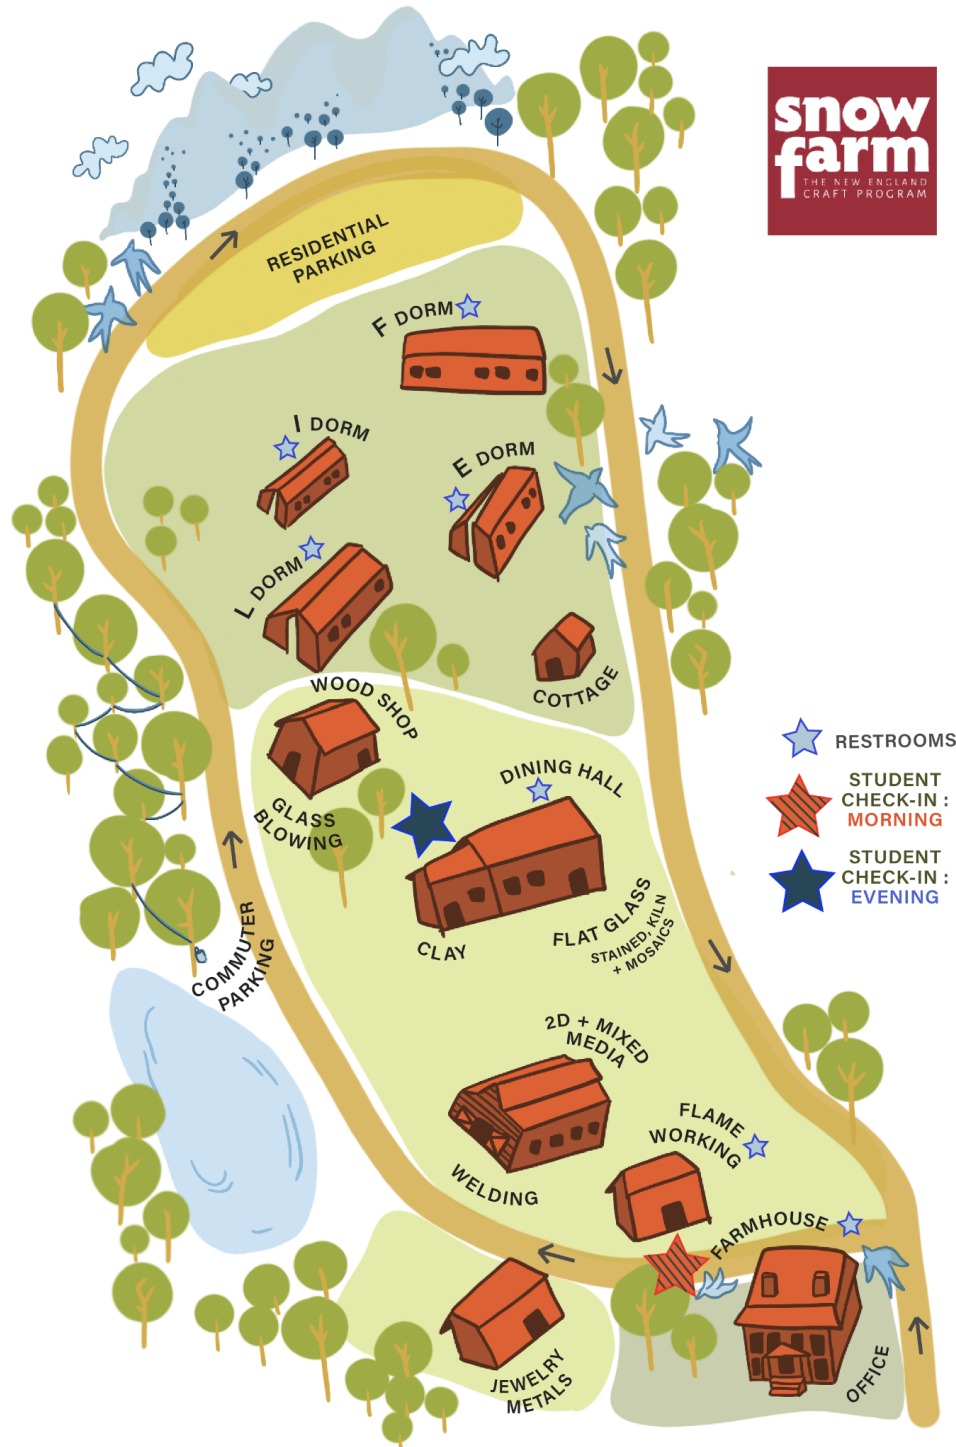 snow
farm
THE NEW ENGLAND
CRAFT PROGRAM
RESIDENTIAL
PARKING
F DORM
I DORM
E DORM
L DORM
COTTAGE
WOOD SHOP
GLASS
BLOWING
DINING HALL
CLAY
FLAT GLASS
STAINED, KILN
+ MOSAICS
RESTROOMS
STUDENT
CHECK-IN :
MORNING
STUDENT
CHECK-IN :
EVENING
COMMUTER
PARKING
2D + MIXED
MEDIA
WELDING
FLAME
WORKING
FARMHOUSE
OFFICE
JEWELRY
METALS